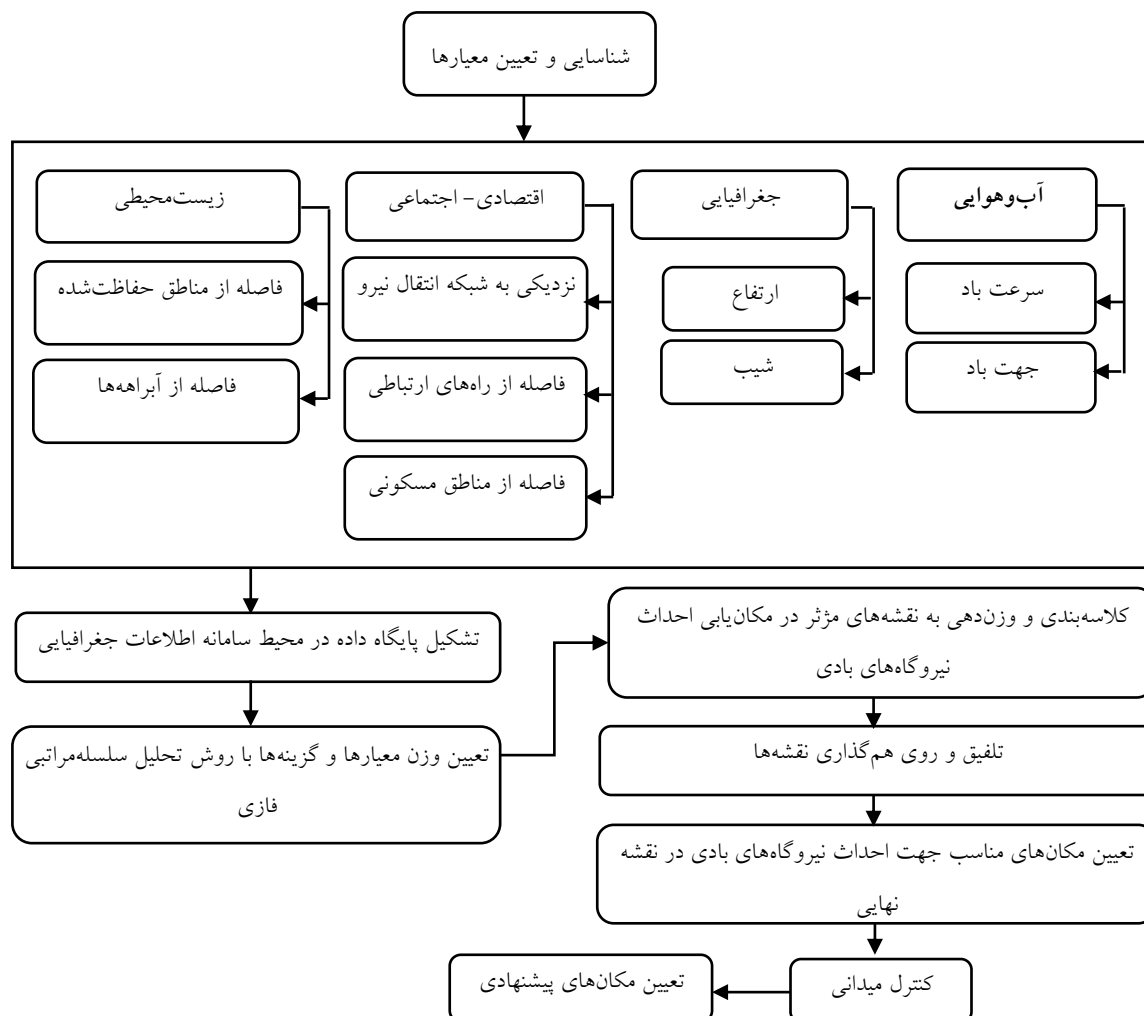 شناسایی و تعیین معیارها
آب‌وهوایی
سرعت باد
جهت باد
جغرافیایی
ارتفاع
شیب
اقتصادی- اجتماعی
نزدیکی به شبکه انتقال نیرو
فاصله از راه‌های ارتباطی
فاصله از مناطق مسکونی
زیست‌محیطی
فاصله از مناطق حفاظت‌شده
فاصله از آبراهه‌ها
تشکیل پایگاه داده در محیط سامانه اطلاعات جغرافیایی
تعیین وزن معیارها و گزینه‌ها با روش تحلیل سلسله‌مراتبی
فازی
کلاسه‌بندی و وزن‌دهی به نقشه‌های مژثر در مکان‌یابی احداث
نیروگاه‌های بادی
تلفیق و روی هم‌گذاری نقشه‌ها
تعیین مکان‌های مناسب جهت احداث نیروگاه‌های بادی در نقشه
نهایی
کنترل میدانی
تعیین مکان‌های پیشنهادی